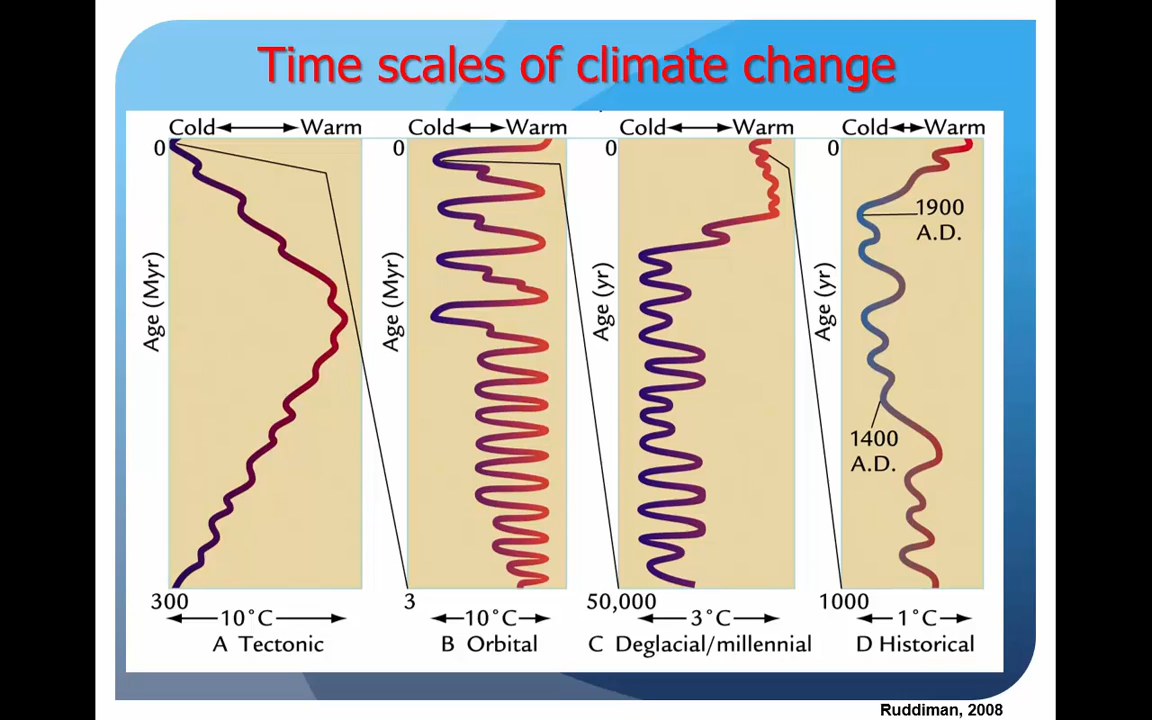 Time scales of climate change
Cold Warm
Cold Warm
Cold Warm
Cold Warm
0
0
0
0
Age (Myr)
Age (Myr)
Age (yr)
Age (yr)
1900
A.D.
1400
A.D.
300
3
50,000
1000
10°C
10°C
3°C
1°C
A Tectonic
B Orbital
C Deglacial/millennial
D Historical
Ruddiman, 2008